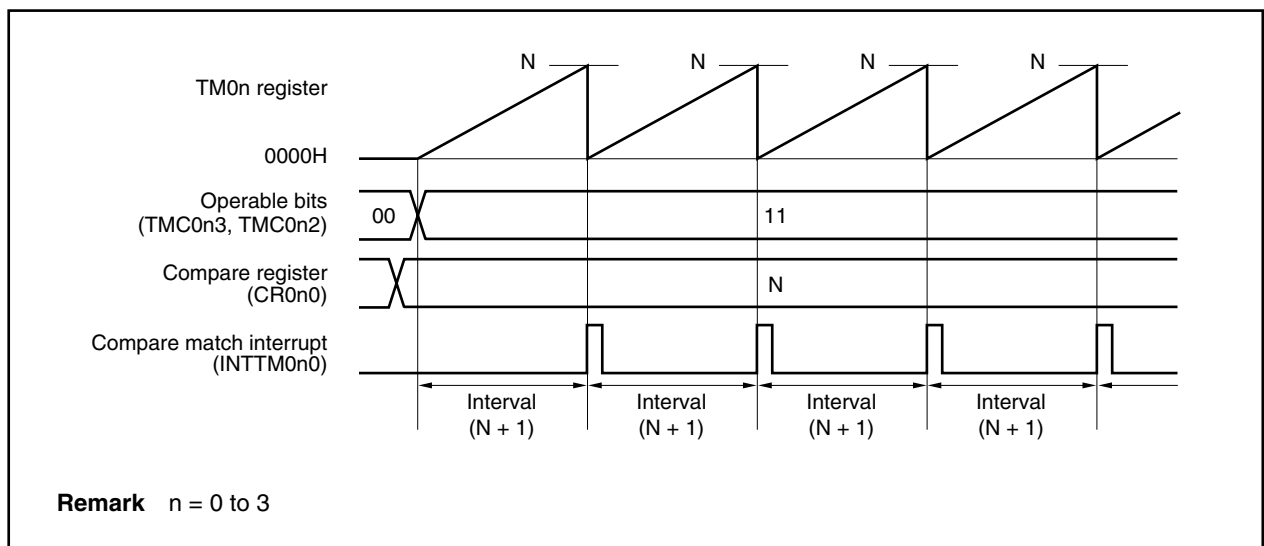 N N N N
TM0n register
0000H
Operable bits
(TMC0n3, TMC0n2)
00 11
Compare register
(CR0n0)
N
Compare match interrupt
(INTTM0n0)
Interval Interval Interval Interval
(N + 1) (N + 1) (N + 1) (N + 1)
Remark n = 0 to 3